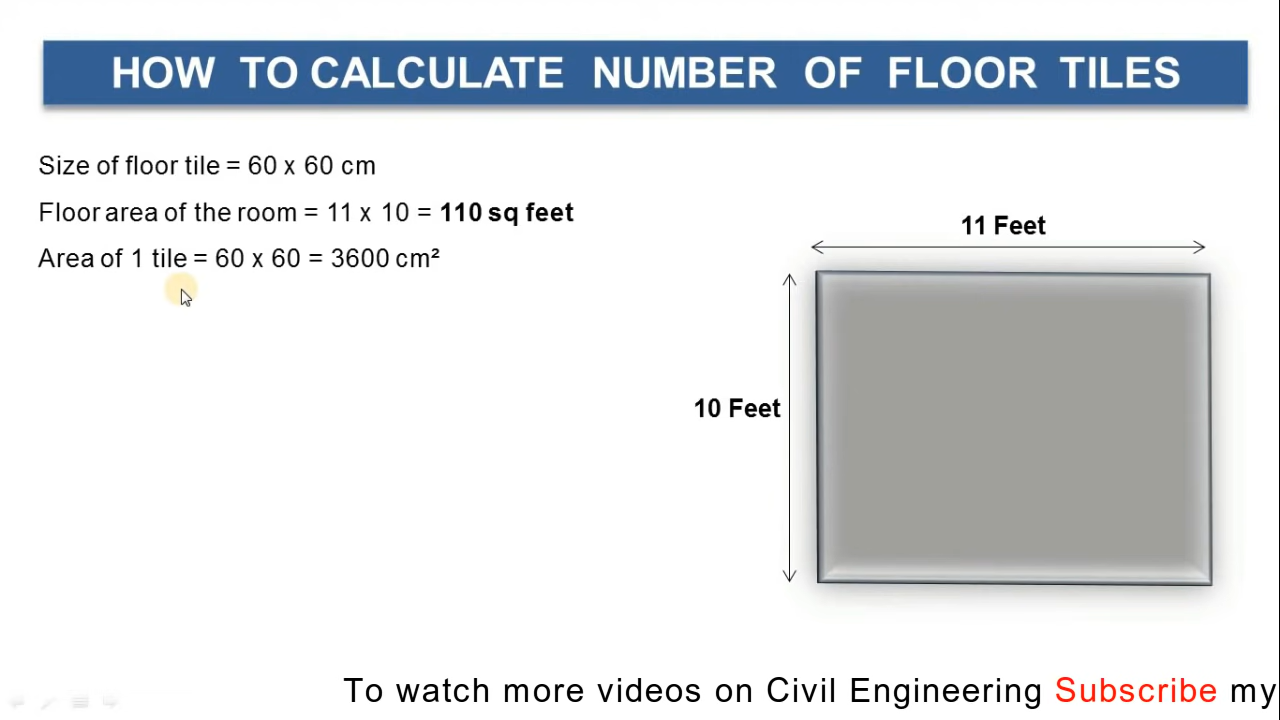 HOW TO CALCULATE NUMBER OF FLOOR TILES
Size of floor tile = 60 x 60 cm
Floor area of the room = 11 x 10 = 110 sq feet
Area of 1 tile = 60 x 60 = 3600 cm²
11 Feet
10 Feet
To watch more videos on Civil Engineering Subscribe my